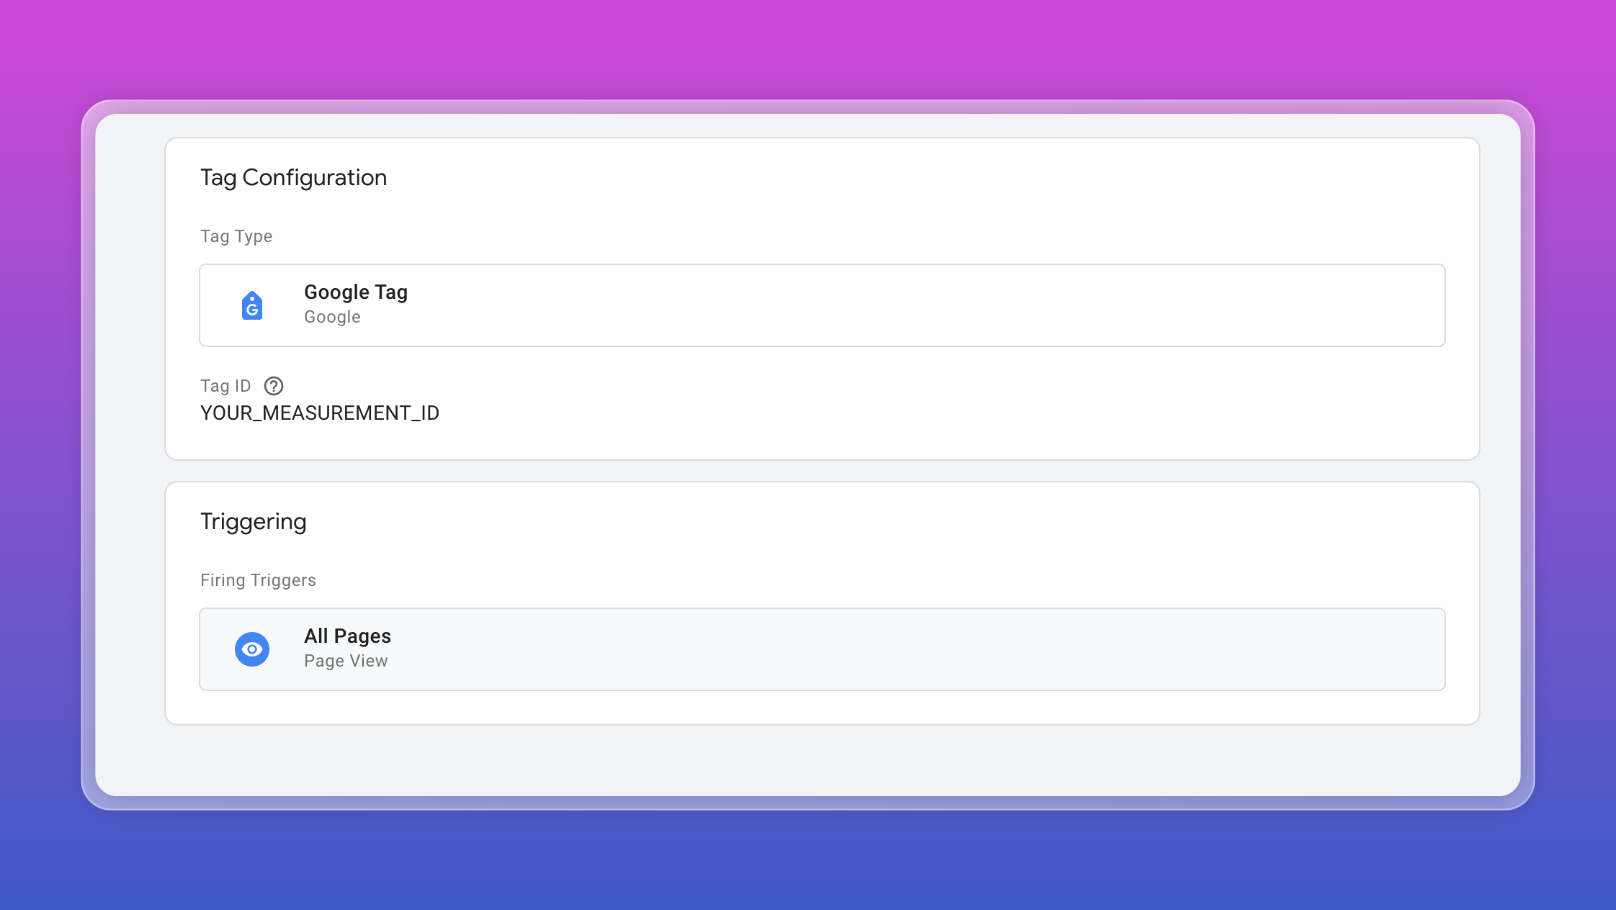 Tag Configuration
Tag Type
G
Google Tag
Google
Tag ID ?
YOUR_MEASUREMENT_ID
Triggering
Firing Triggers
All Pages
Page View